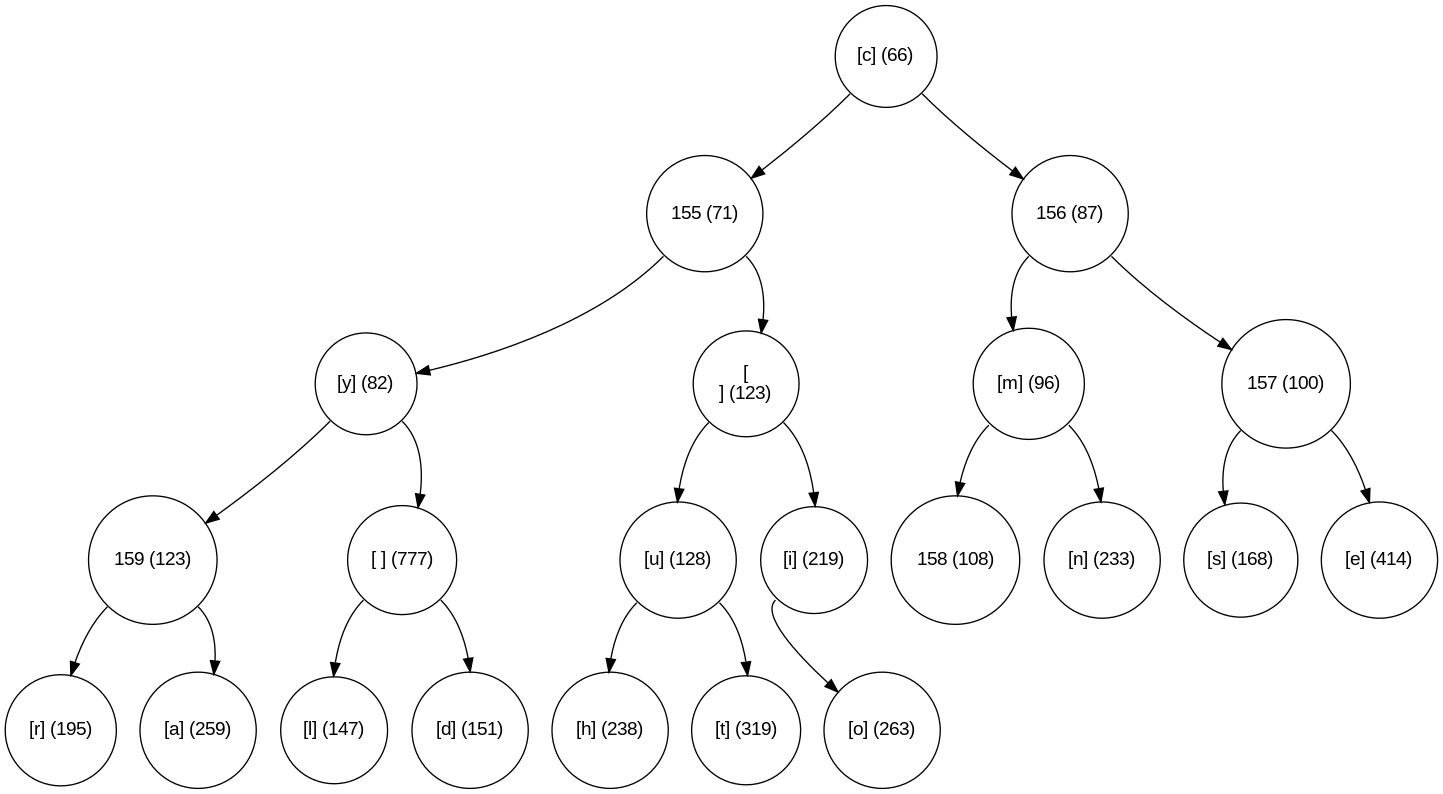 [c] (66)
155 (71)
156 (87)
[y] (82)
[
] (123)
[m] (96)
157 (100)
159 (123)
[ ] (777)
[u] (128)
[i] (219)
158 (108)
[n] (233)
[s] (168)
[e] (414)
[r] (195)
[a] (259)
[l] (147)
[d] (151)
[h] (238)
[t] (319)
[o] (263)